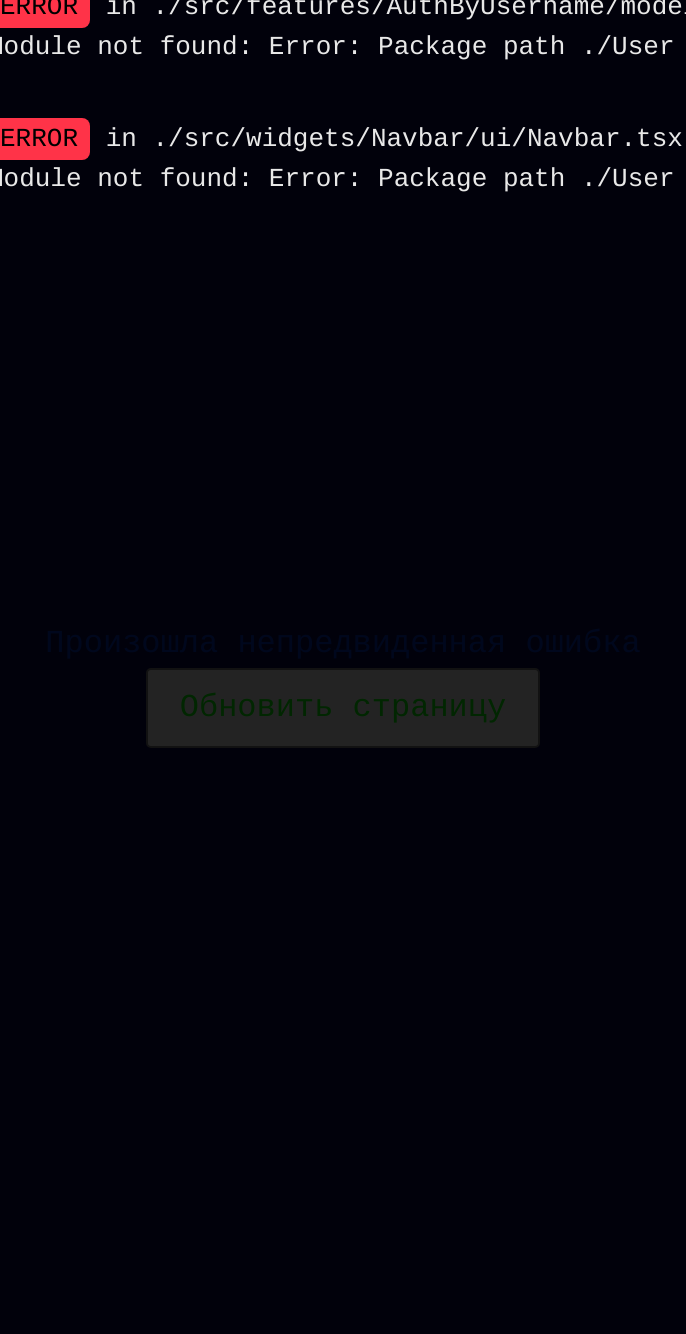 ERROR in ./src/features/AuthByUsername/mode
Module not found: Error: Package path ./User
ERROR in ./src/widgets/Navbar/ui/Navbar.tsx
Module not found: Error: Package path ./User
Произошла непредвиденная ошибка
Обновить страницу